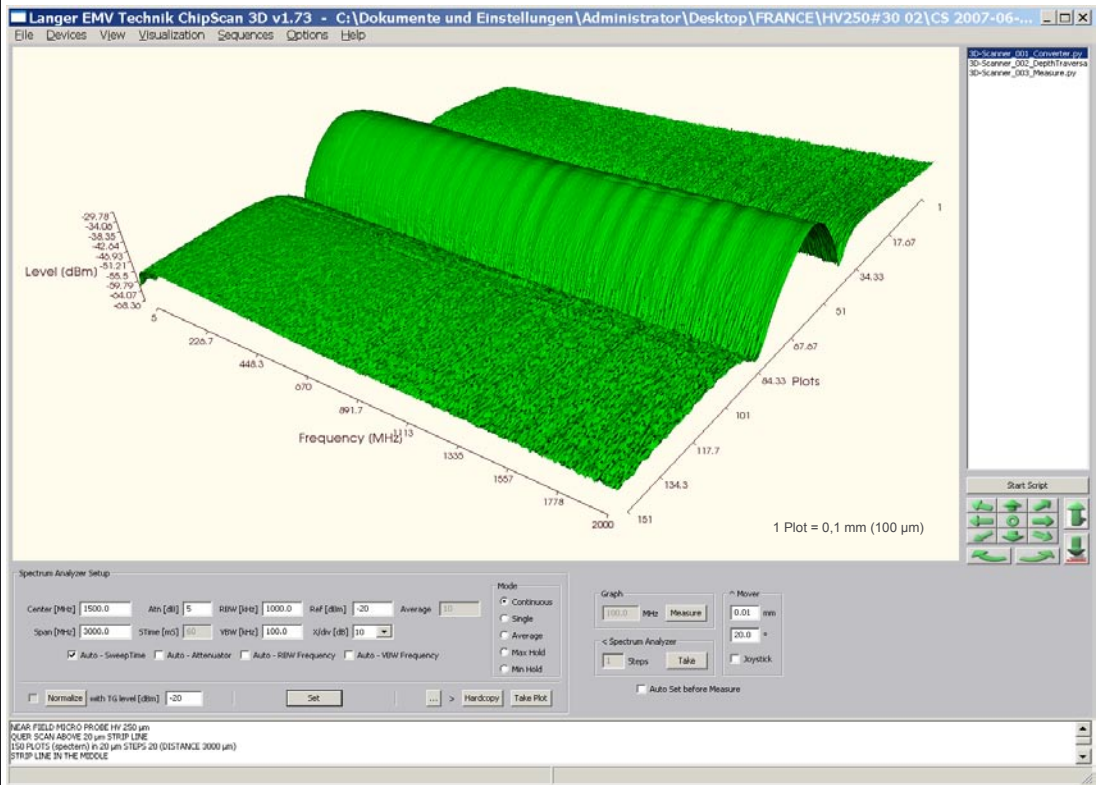 Langer EMV Technik ChipScan 3D v1.73 - C:\Dokumente und Einstellungen\Administrator\Desktop\FRANCE\HV250#30 02\CS 2007-06-...
File Devices View Visualization Sequences Options Help
3D-Scanner_001_Converter.py
3D-Scanner_002_DepthTraversa
3D-Scanner_003_Measure.py
-29.78
-34.06
-38.35
-42.64
-46.93
-51.21
-55.5
-59.79
-64.07
-68.36
Level (dBm)
5
226.7
448.3
670
891.7
1113
1335
1557
1778
2000
Frequency (MHz)
1
17.67
34.33
51
67.67
84.33
101
117.7
134.3
151
Plots
1 Plot = 0,1 mm (100 µm)
Start Script
Spectrum Analyzer Setup
Center [MHz] 1500.0 Atn [dB] 5 RBW [kHz] 1000.0 Ref [dBm] -20 Average 10
Span [MHz] 3000.0 STime [mS] 60 VBW [kHz] 100.0 X/div [dB] 10
Auto - SweepTime Auto - Attenuator Auto - RBW Frequency Auto - VBW Frequency
Mode
Continuous
Single
Average
Max Hold
Min Hold
Normalize with TG level [dBm] -20 Set ... > Hardcopy Take Plot
Graph
100.0 MHz Measure
< Spectrum Analyzer
1 Steps Take
^ Mover
0.01 mm
20.0 °
Joystick
Auto Set before Measure
NEAR FIELD MICRO PROBE HV 250 µm
QUER SCAN ABOVE 20 µm STRIP LINE
150 PLOTS (spectern) in 20 µm STEPS 20 (DISTANCE 3000 µm)
STRIP LINE IN THE MIDDLE